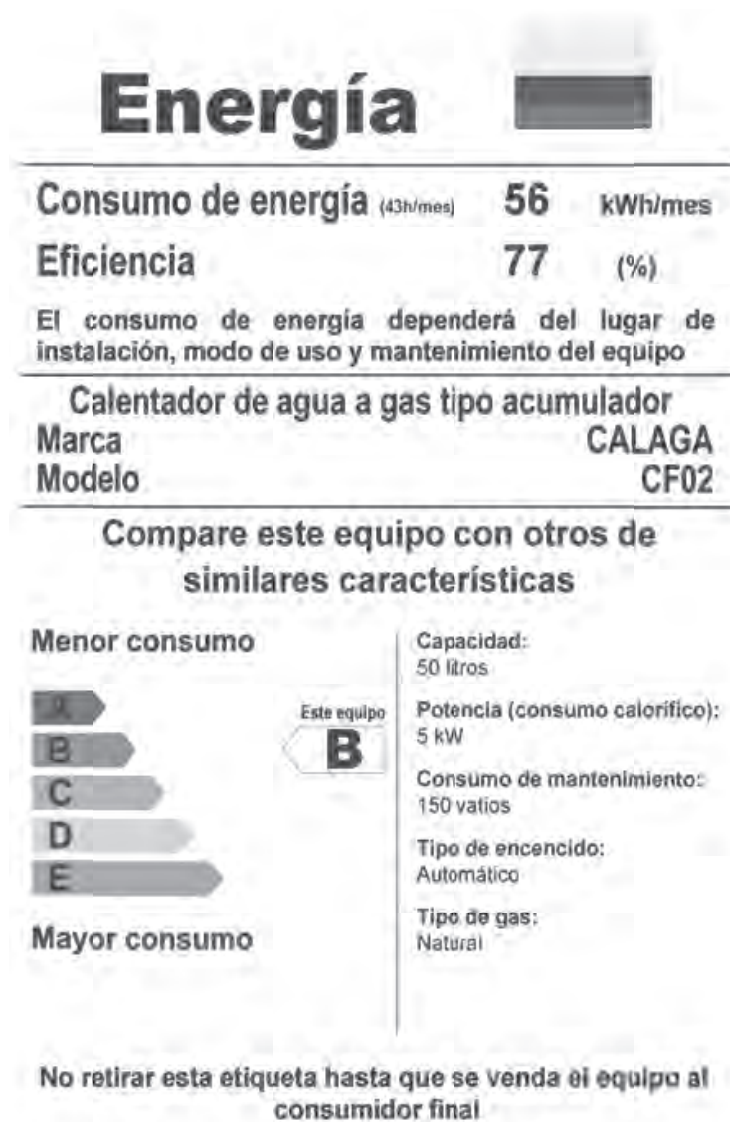 Energía
Consumo de energía (43h/mes) 56 kWh/mes
Eficiencia 77 (%)
El consumo de energía dependerá del lugar de
instalación, modo de uso y mantenimiento del equipo
Calentador de agua a gas tipo acumulador
Marca CALAGA
Modelo CF02
Compare este equipo con otros de
similares características
Menor consumo
A
B
C
D
E
Mayor consumo
Este equipo
B
Capacidad:
50 litros
Potencia (consumo calorífico):
5 kW
Consumo de mantenimiento:
150 vatios
Tipo de encencido:
Automático
Tipo de gas:
Natural
No retirar esta etiqueta hasta que se venda el equipo al
consumidor final